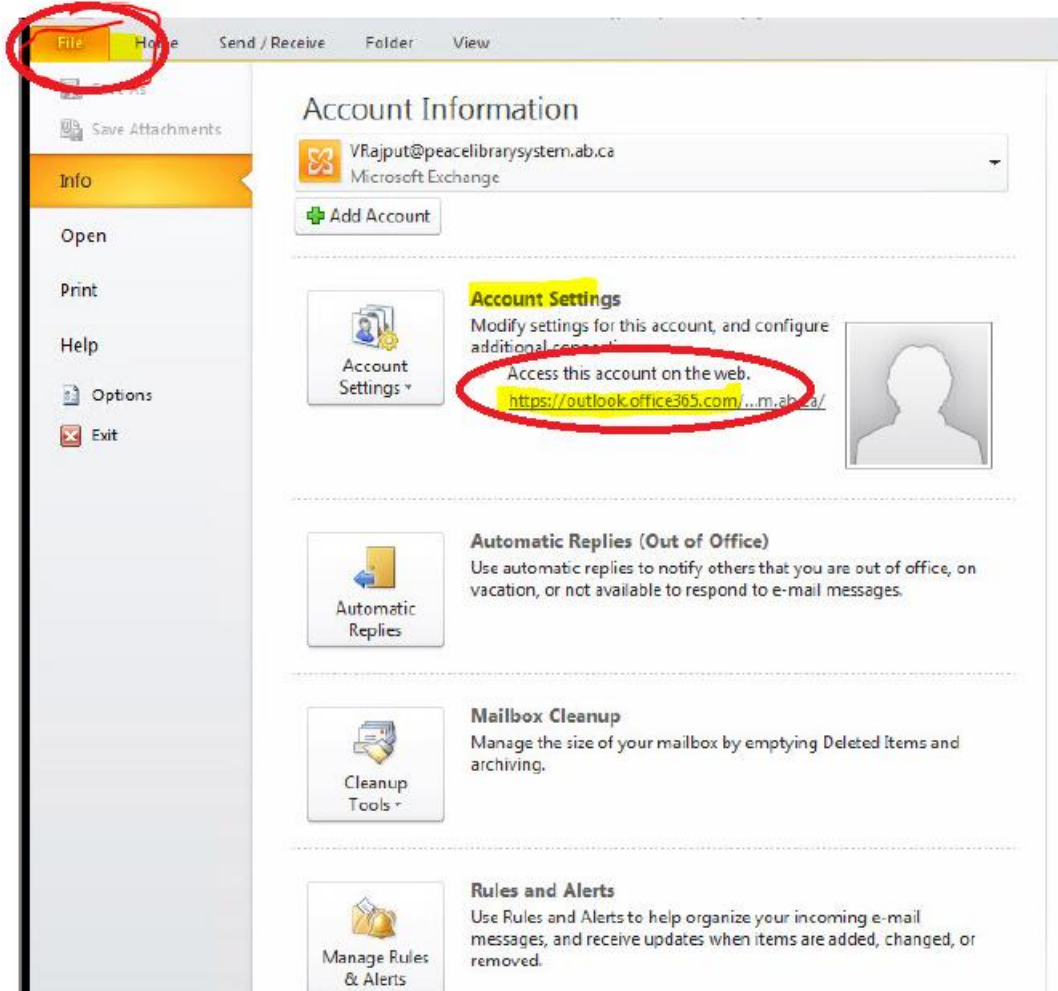 File Home Send / Receive Folder View
Save As
Save Attachments
Info
Open
Print
Help
Options
Exit
Account Information
VRajput@peacelibrarysystem.ab.ca
Microsoft Exchange
Add Account
Account
Settings
Account Settings
Modify settings for this account, and configure
additional
Access this account on the web.
https://outlook.office365.com/...m.ab.ca/
Automatic
Replies
Automatic Replies (Out of Office)
Use automatic replies to notify others that you are out of office, on
vacation, or not available to respond to e-mail messages.
Cleanup
Tools
Mailbox Cleanup
Manage the size of your mailbox by emptying Deleted Items and
archiving.
Manage Rules
& Alerts
Rules and Alerts
Use Rules and Alerts to help organize your incoming e-mail
messages, and receive updates when items are added, changed, or
removed.